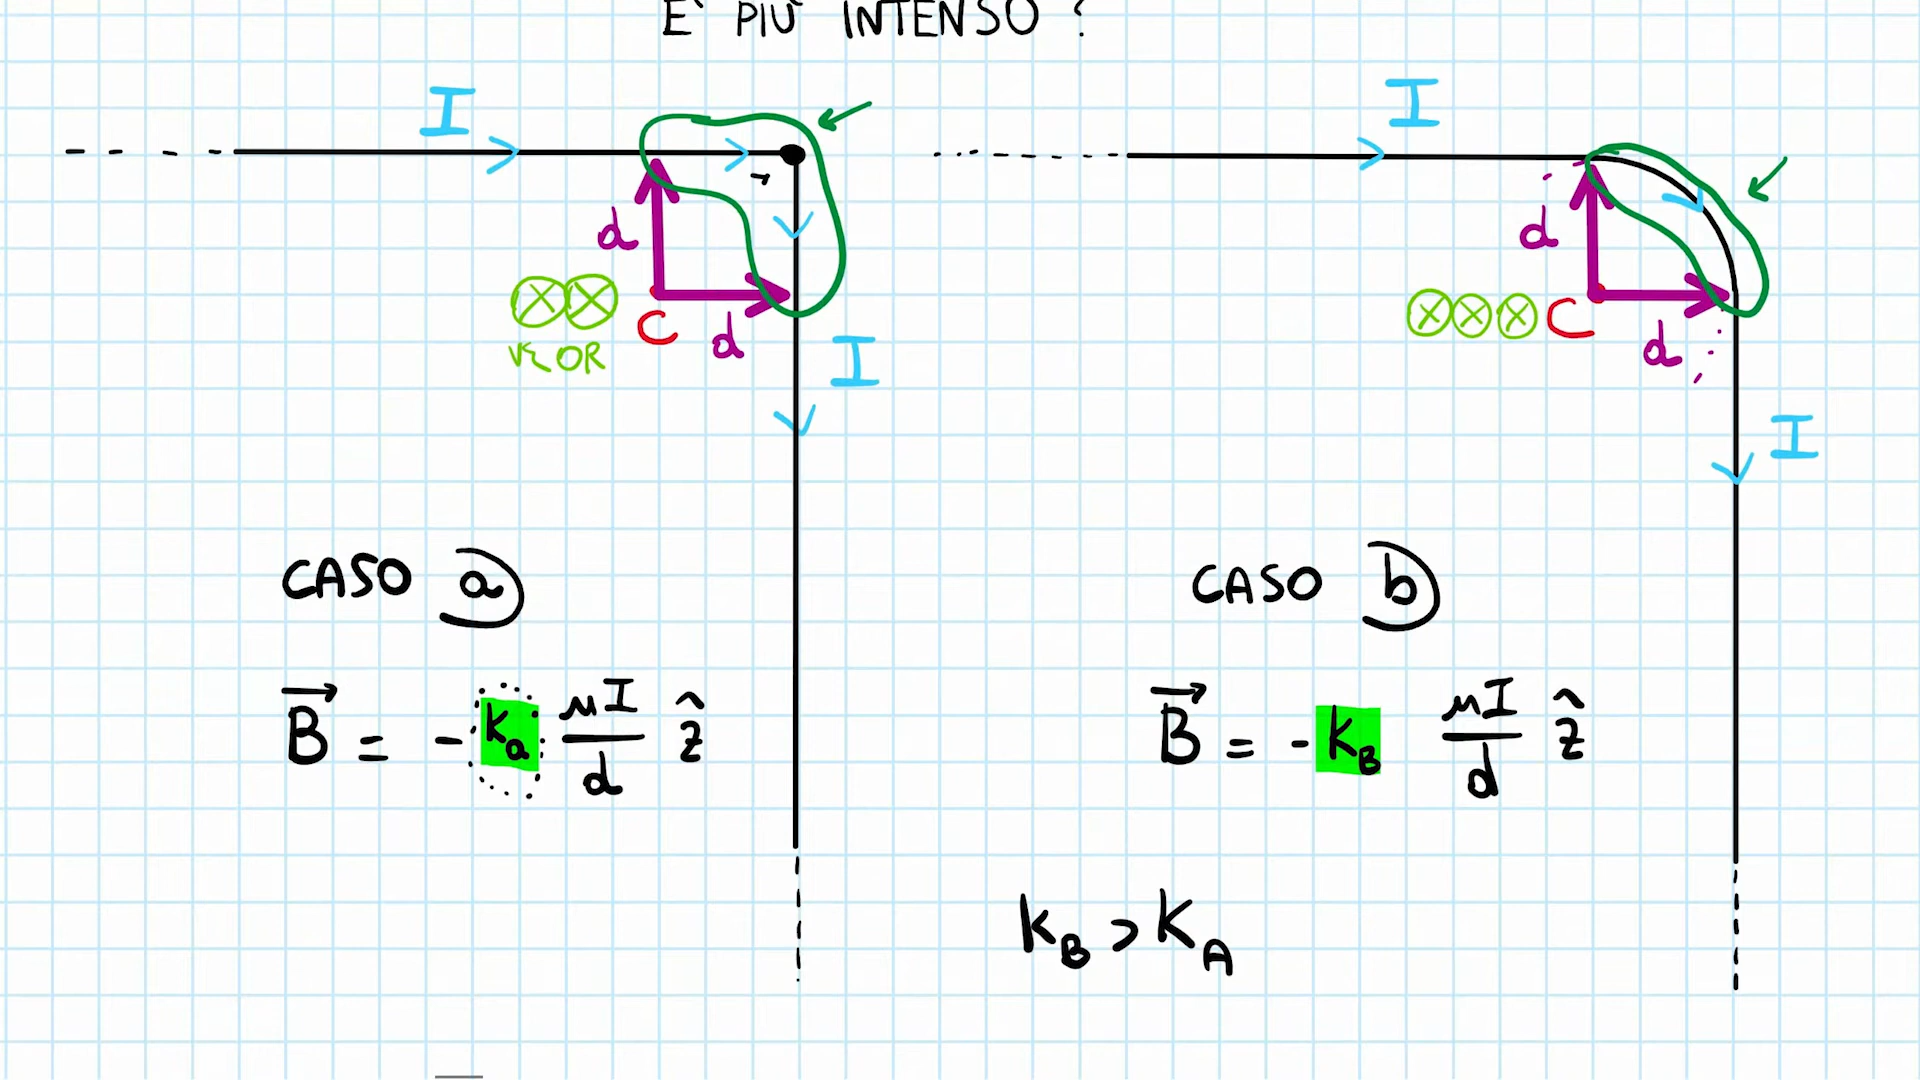 E' PIÙ INTENSO ?
I
I
d
d
d
C
C
d
I
I
CASO a)
CASO b)
B = - Ka μI/d ẑ
B = - KB μI/d ẑ
KB > KA